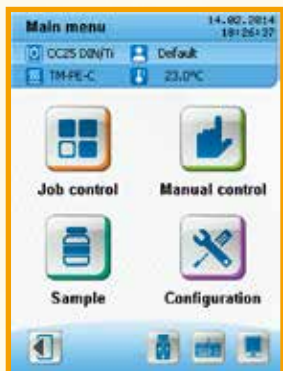 Main menu
14.02.2014
18:26:37
CC25 DIN/Ti
Default
TM-PE-C
23.0°C
Job control
Manual control
Sample
Configuration